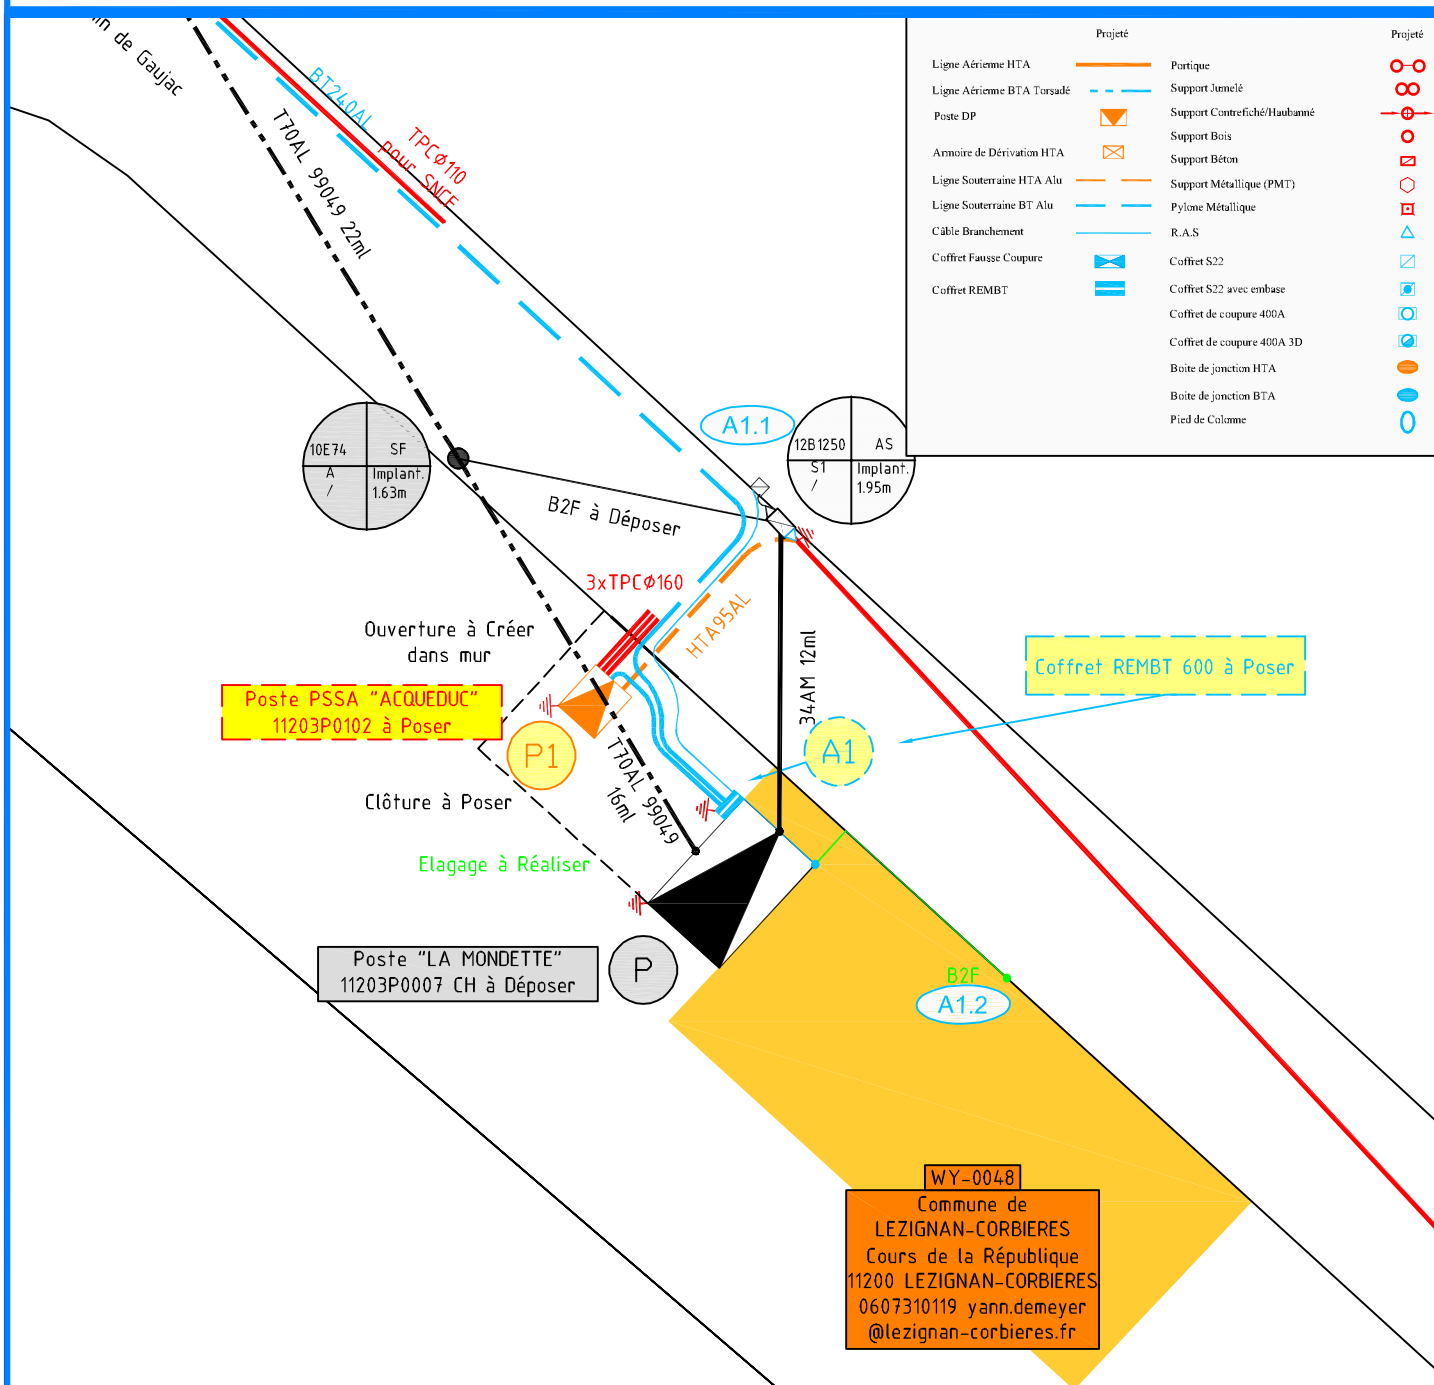 in de Gaujac
BT240AL
TPCϕ110
pour SNCF
T70AL 99049 22ml
Projeté
Projeté
Ligne Aérienne HTA
Portique
Ligne Aérienne BTA Torsadé
Support Jumelé
Poste DP
Support Contrefiché/Haubanné
Support Bois
Armoire de Dérivation HTA
Support Béton
Ligne Souterraine HTA Alu
Support Métallique (PMT)
Ligne Souterraine BT Alu
Pylone Métallique
Câble Branchement
R.A.S
Coffret Fausse Coupure
Coffret S22
Coffret REMBT
Coffret S22 avec embase
Coffret de coupure 400A
Coffret de coupure 400A 3D
Boite de jonction HTA
Boite de jonction BTA
Pied de Colonne
A1.1
10E74
SF
A
/
Implant.
1.63m
12B1250
AS
S1
/
Implant.
1.95m
B2F à Déposer
3xTPCϕ160
HTA95AL
Ouverture à Créer
dans mur
34AM 12ml
Coffret REMBT 600 à Poser
Poste PSSA "ACQUEDUC"
11203P0102 à Poser
P1
A1
T70AL 99049
16ml
Clôture à Poser
Elagage à Réaliser
Poste "LA MONDETTE"
11203P0007 CH à Déposer
P
B2F
A1.2
WY-0048
Commune de
LEZIGNAN-CORBIERES
Cours de la République
11200 LEZIGNAN-CORBIERES
0607310119 yann.demeyer
@lezignan-corbieres.fr